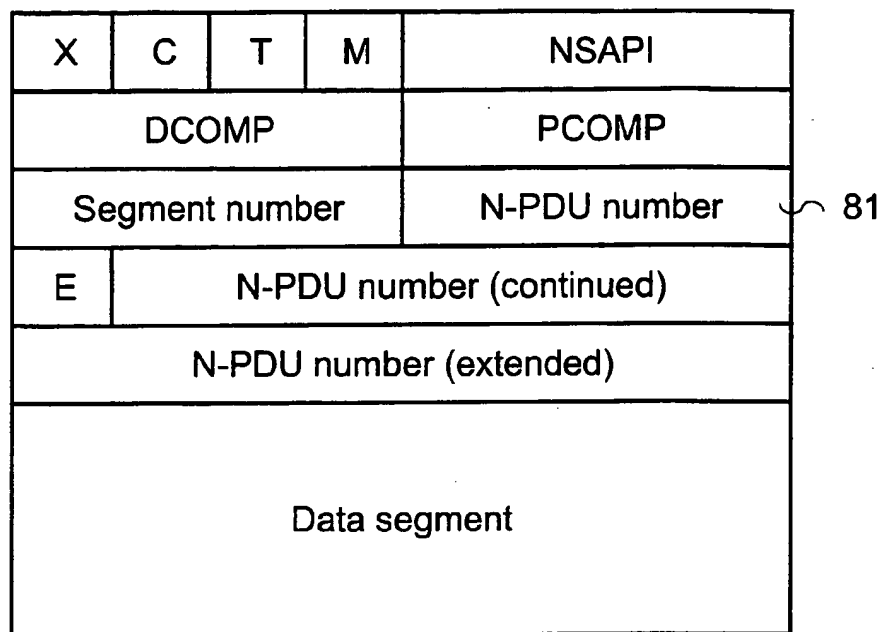 X C T M NSAPI
DCOMP PCOMP
Segment number N-PDU number 81
E N-PDU number (continued)
N-PDU number (extended)
Data segment